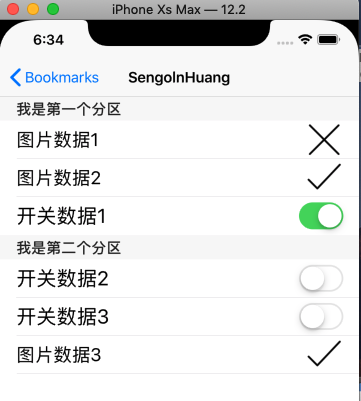 iPhone Xs Max — 12.2
6:34
Bookmarks SengoInHuang
我是第一个分区
图片数据1
图片数据2
开关数据1
我是第二个分区
开关数据2
开关数据3
图片数据3